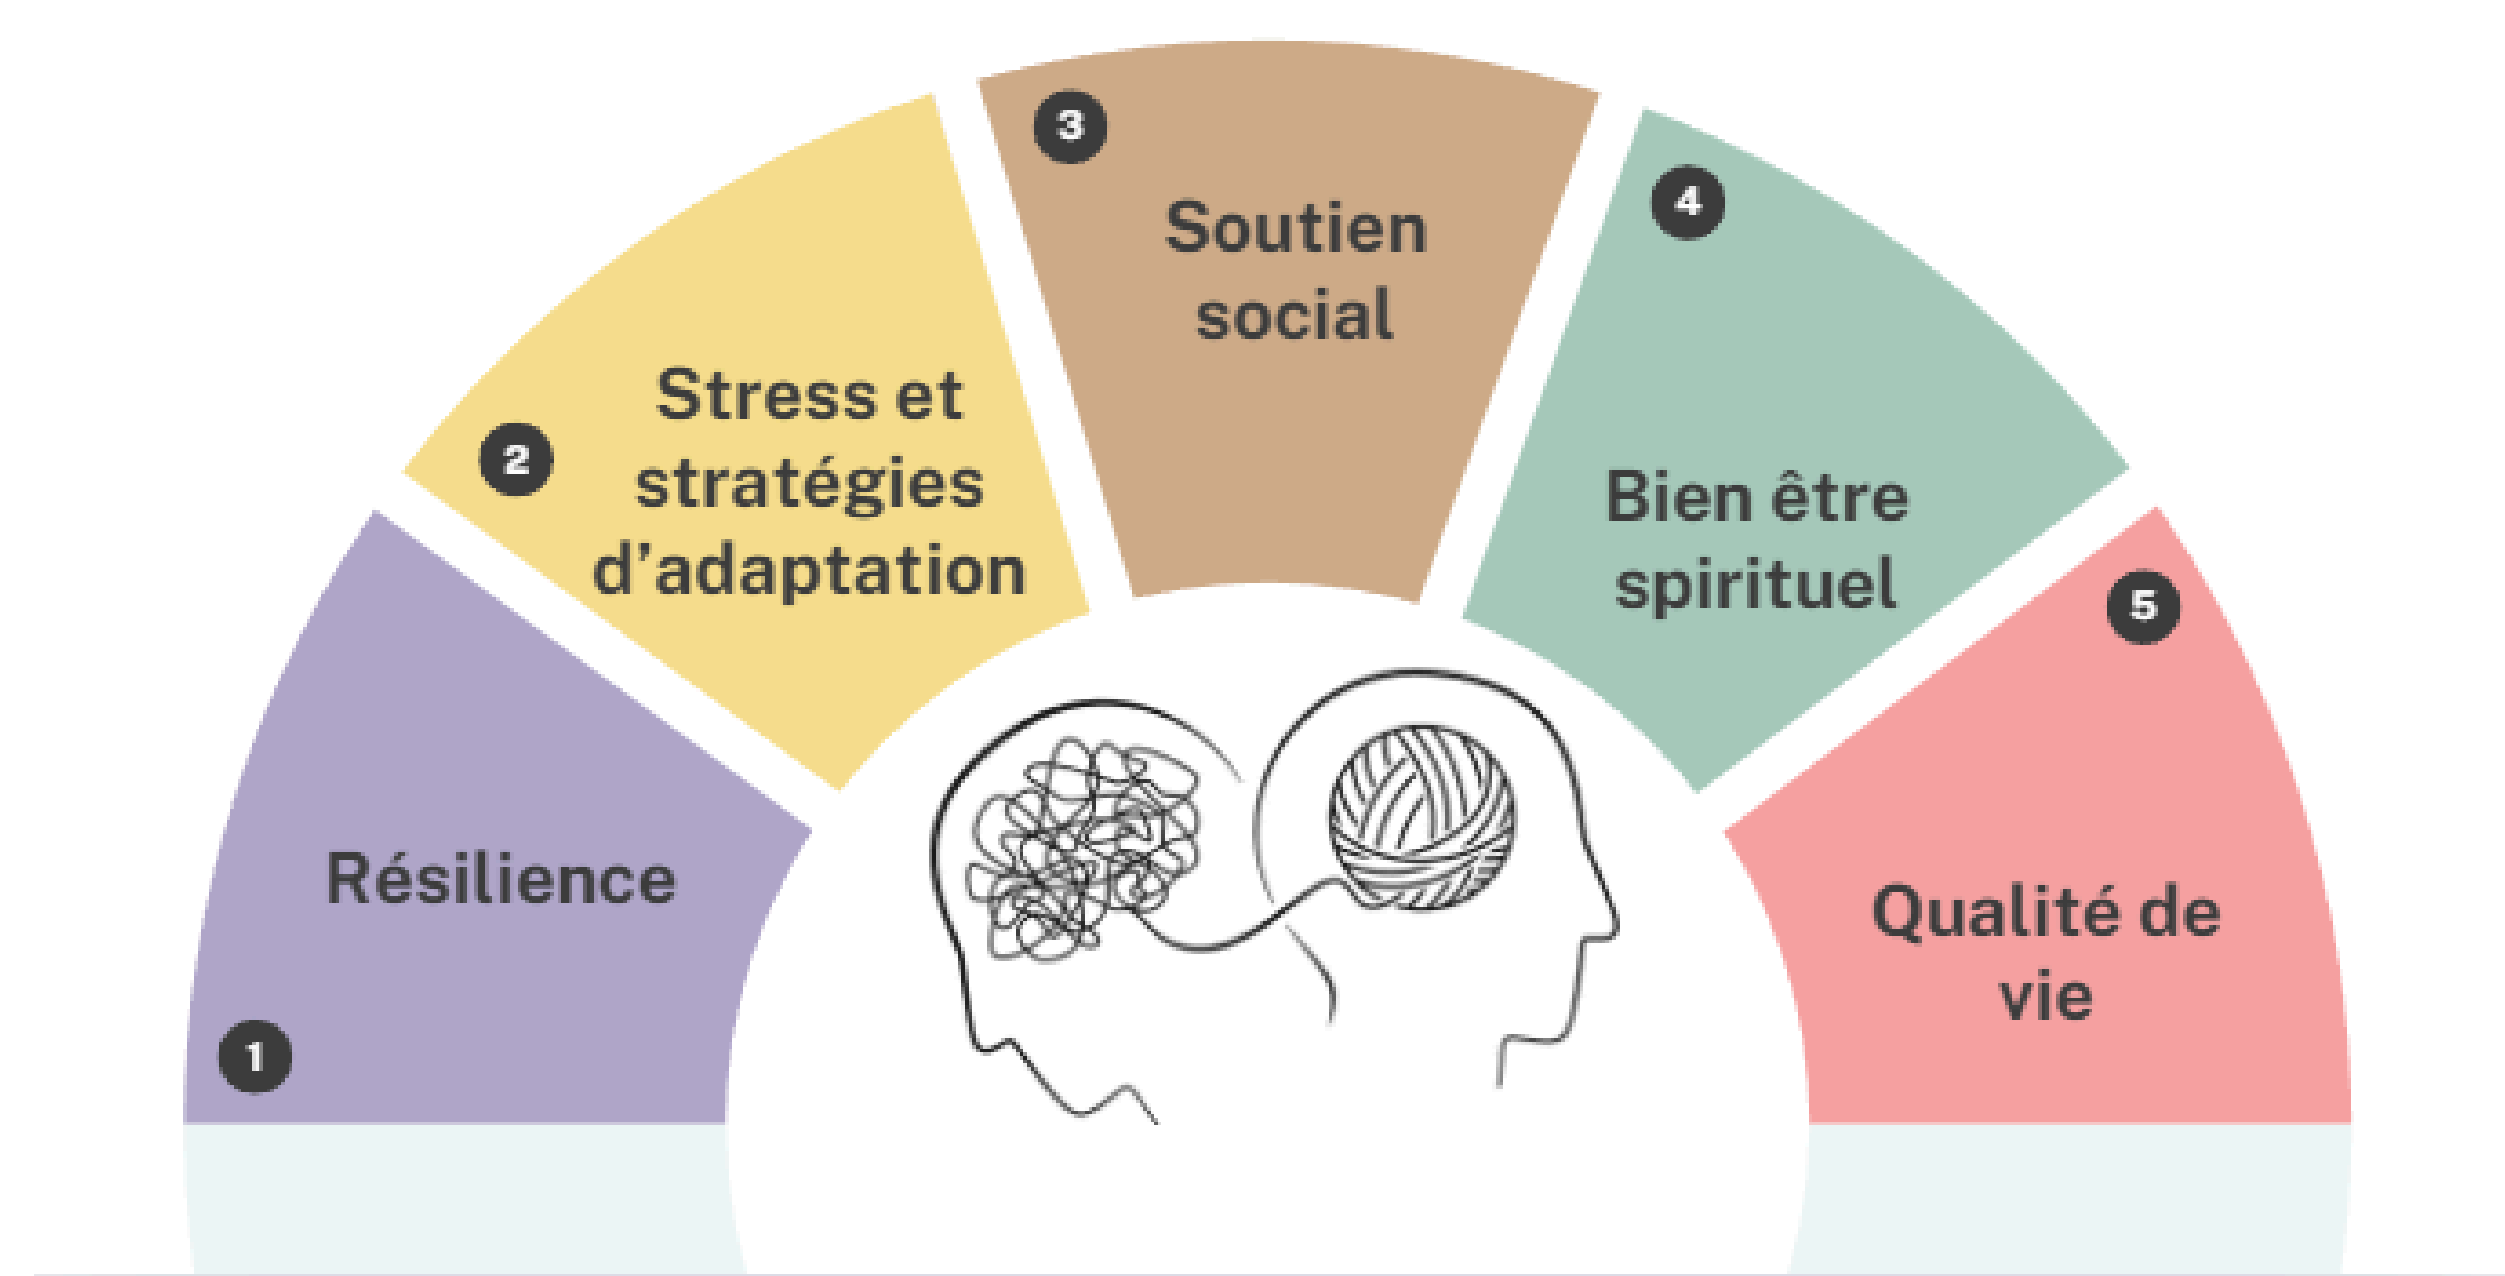 1
Résilience
2
Stress et
stratégies
d’adaptation
3
Soutien
social
4
Bien être
spirituel
5
Qualité de
vie